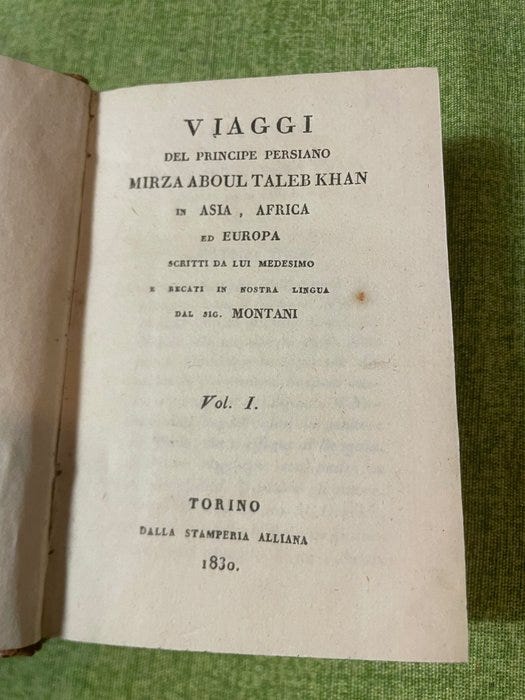 VIAGGI
DEL PRINCIPE PERSIANO
MIRZA ABOUL TALEB KHAN
IN ASIA, AFRICA
ED EUROPA
SCRITTI DA LUI MEDESIMO
E RECATI IN NOSTRA LINGUA
DAL SIG. MONTANI
Vol. I.
TORINO
DALLA STAMPERIA ALLIANA
1830.